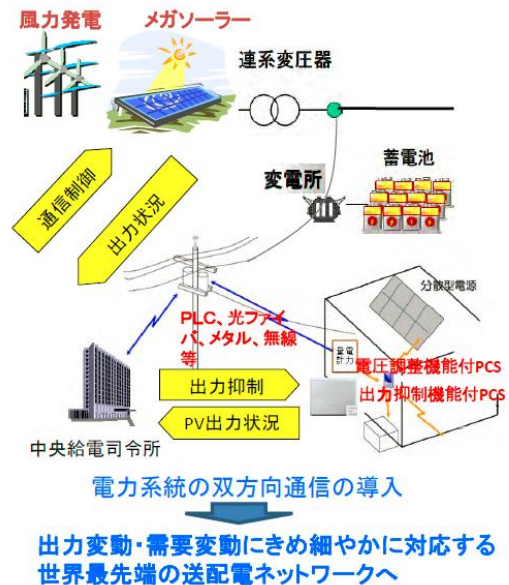 風力発電
メガソーラー
連系変圧器
変電所
蓄電池
通信制御
出力状況
分散型電源
PLC、光ファイ
バ、メタル、無線
等
電力
量計
電圧調整機能付PCS
出力抑制機能付PCS
出力抑制
PV出力状況
中央給電司令所
電力系統の双方向通信の導入
出力変動・需要変動にきめ細やかに対応する
世界最先端の送配電ネットワークへ